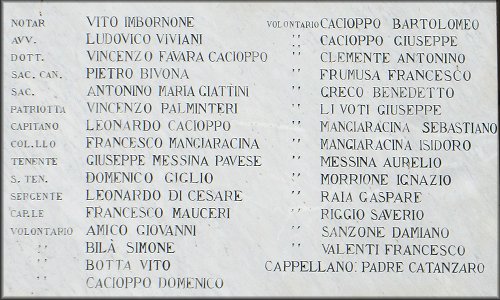 NOTAR VITO IMBORNONE
AVV. LUDOVICO VIVIANI
DOTT. VINCENZO FAVARA CACIOPPO
SAC. CAN. PIETRO BIVONA
SAC. ANTONINO MARIA GIATTINI
PATRIOTTA VINCENZO PALMINTERI
CAPITANO LEONARDO CACIOPPO
COL.LLO FRANCESCO MANGIARACINA
TENENTE GIUSEPPE MESSINA PAVESE
S. TEN. DOMENICO GIGLIO
SERGENTE LEONARDO DI CESARE
CAP.LE FRANCESCO MAUCERI
VOLONTARIO AMICO GIOVANNI
" BILÀ SIMONE
" BOTTA VITO
" CACIOPPO DOMENICO
VOLONTARIO CACIOPPO BARTOLOMEO
" CACIOPPO GIUSEPPE
" CLEMENTE ANTONINO
" FRUMUSA FRANCESCO
" GRECO BENEDETTO
" LI VOTI GIUSEPPE
" MANGIARACINA SEBASTIANO
" MANGIARACINA ISIDORO
" MESSINA AURELIO
" MORRIONE IGNAZIO
" RAIA GASPARE
" RIGGIO SAVERIO
" SANZONE DAMIANO
" VALENTI FRANCESCO
CAPPELLANO: PADRE CATANZARO